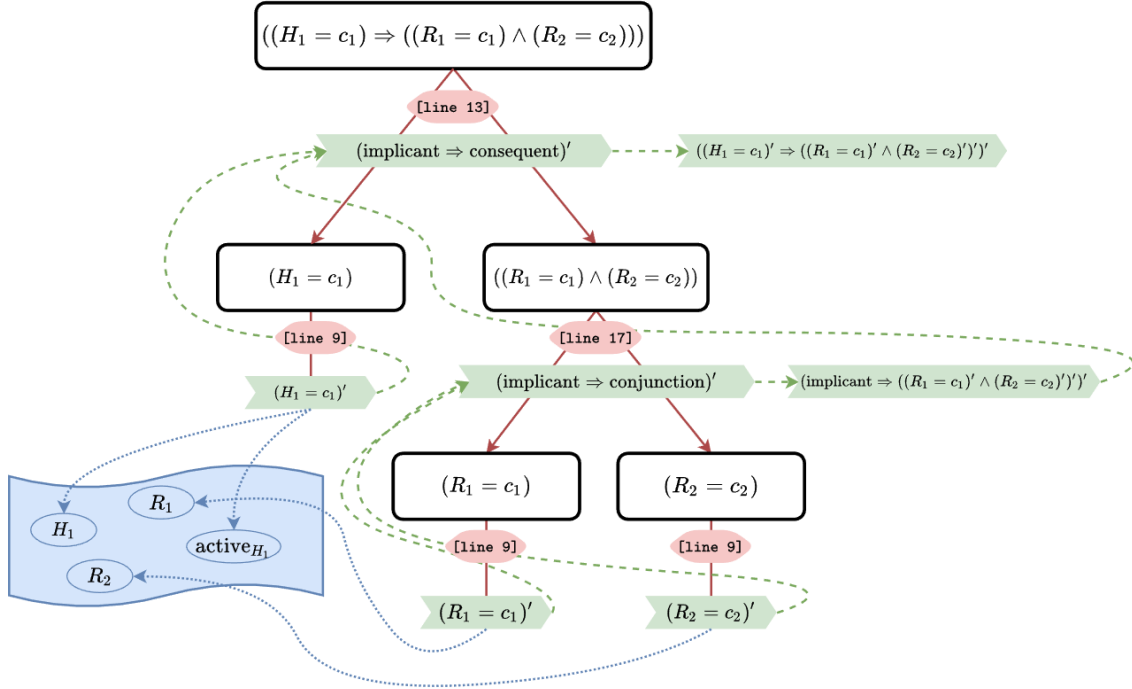 ((H₁ = c₁) ⇒ ((R₁ = c₁) ∧ (R₂ = c₂)))
[line 13]
(implicant ⇒ consequent)′
((H₁ = c₁)′ ⇒ ((R₁ = c₁)′ ∧ (R₂ = c₂)′)′)′
(H₁ = c₁)
((R₁ = c₁) ∧ (R₂ = c₂))
[line 9]
[line 17]
(H₁ = c₁)′
(implicant ⇒ conjunction)′
(implicant ⇒ ((R₁ = c₁)′ ∧ (R₂ = c₂)′)′)′
(R₁ = c₁)
(R₂ = c₂)
R₁
H₁
active_H₁
R₂
[line 9]
[line 9]
(R₁ = c₁)′
(R₂ = c₂)′